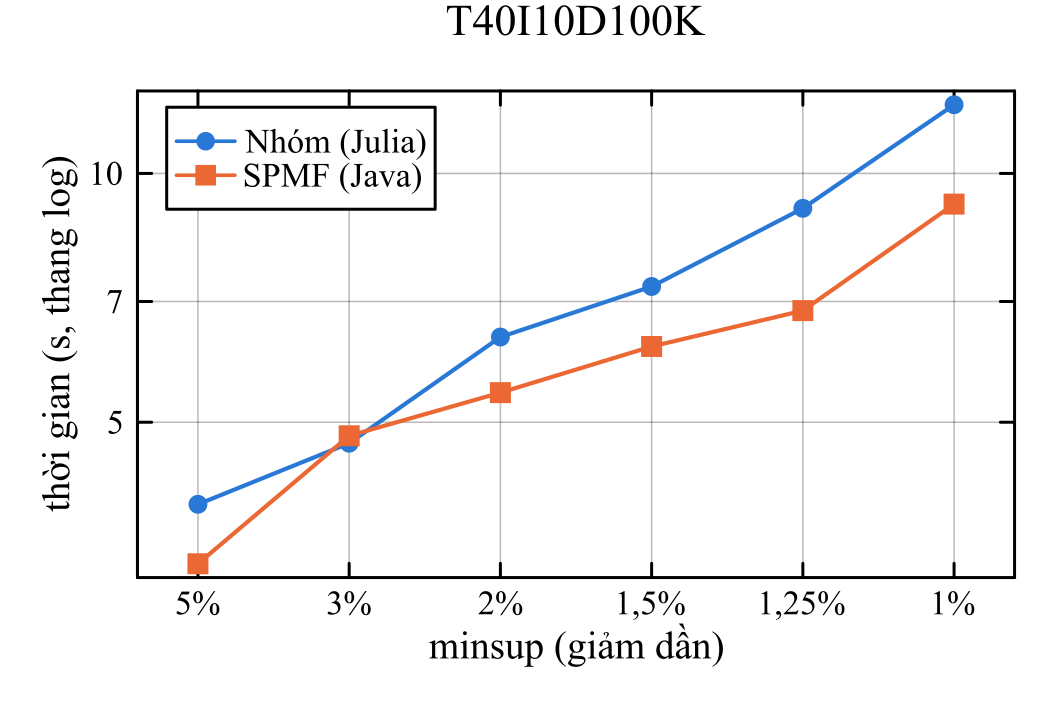 T40I10D100K
Nhóm (Julia)
SPMF (Java)
thời gian (s, thang log)
10
7
5
5% 3% 2% 1,5% 1,25% 1%
minsup (giảm dần)